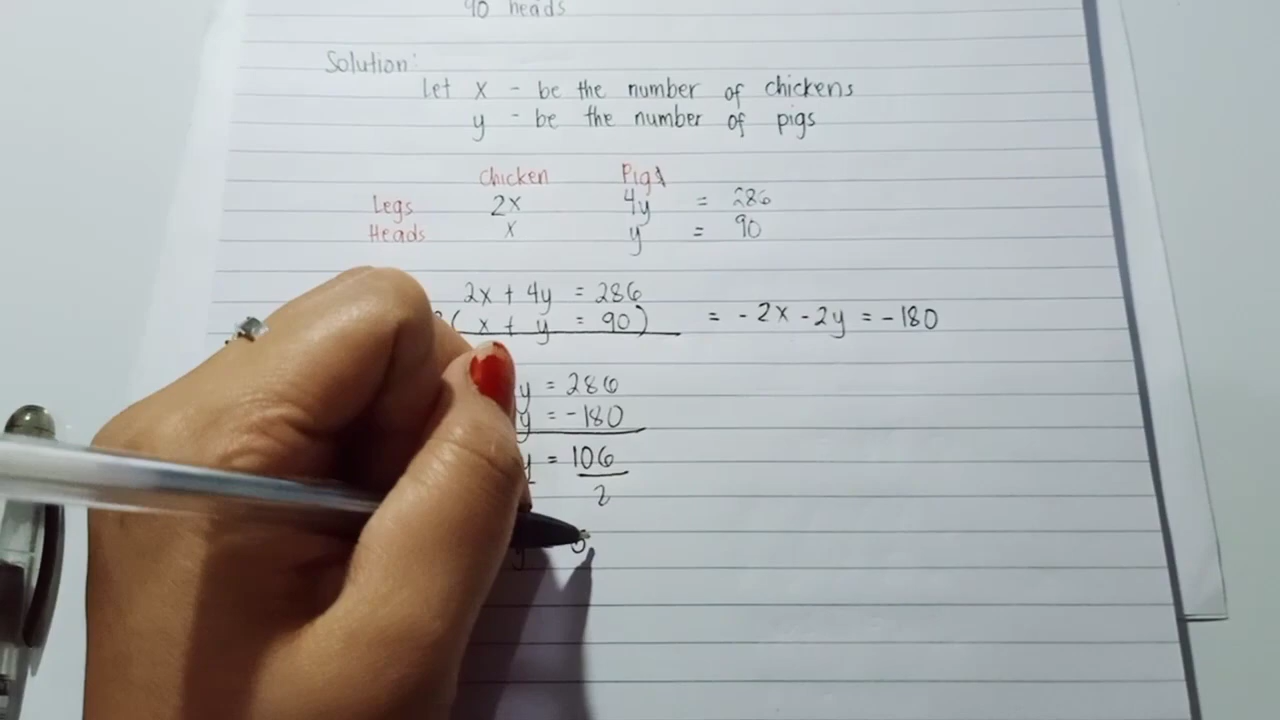 90 heads
Solution:
Let x - be the number of chickens
y - be the number of pigs
Chicken Pigs
Legs 2x 4y = 286
Heads x y = 90
2x + 4y = 286
( x + y = 90) = - 2x - 2y = - 180
y = 286
y = - 180
y = 106
2
y